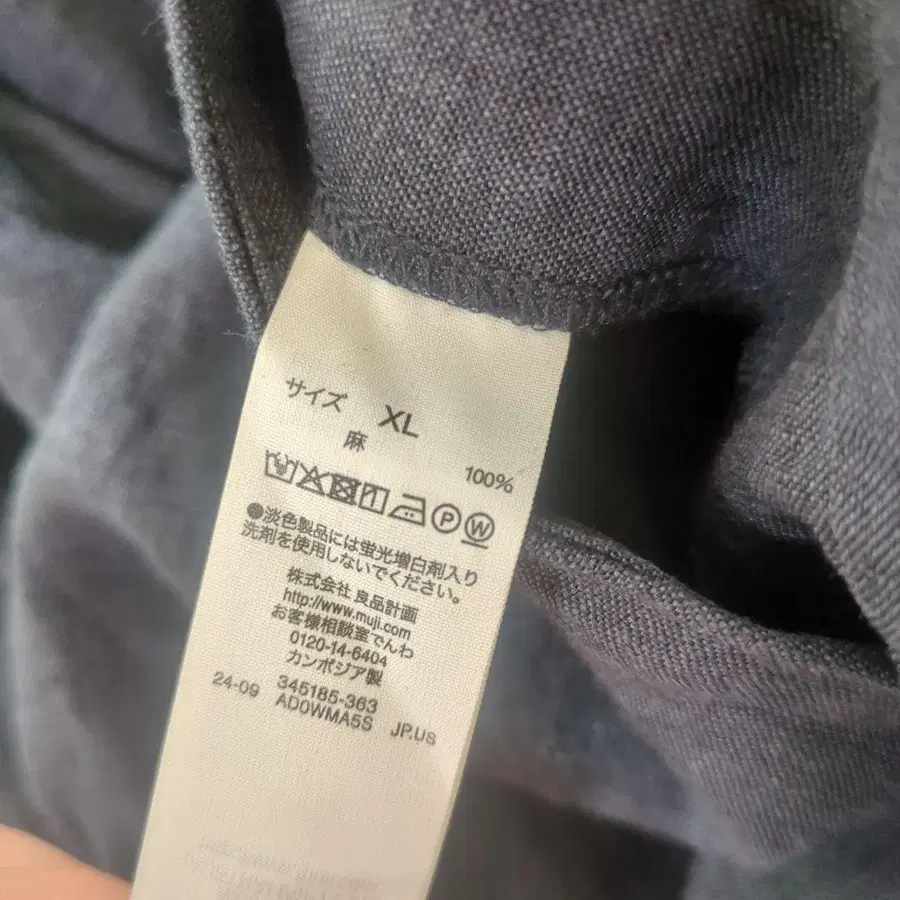 サイズ XL
麻 100%
P W
●淡色製品には蛍光増白剤入り
洗剤を使用しないでください。
株式会社 良品計画
http://www.muji.com
お客様相談室でんわ
0120-14-6404
カンボジア製
24-09 345185-363
AD0WMA5S JP.US